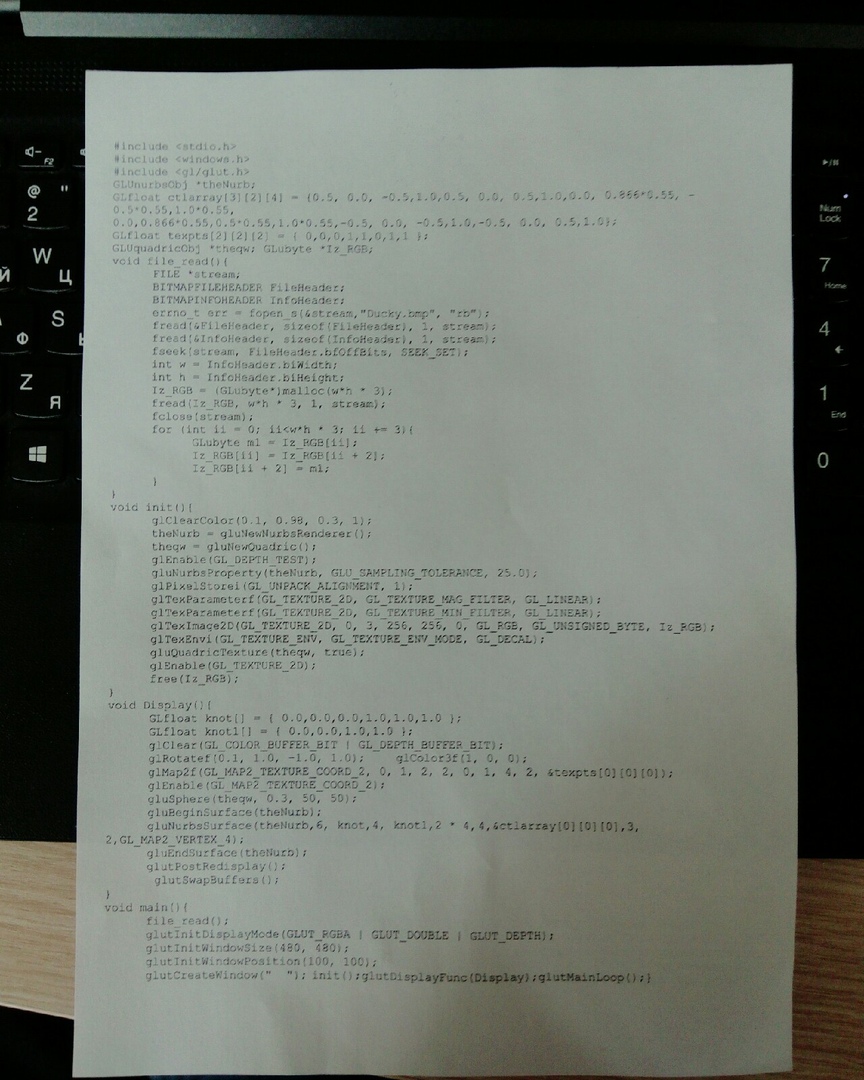 #include <stdio.h>
#include <windows.h>
#include <gl/glut.h>
GLUnurbsObj *theNurb;
GLfloat ctlarray[3][2][4] = {0.5, 0.0, -0.5,1.0,0.5, 0.0, 0.5,1.0,0.0, 0.866*0.55, -
0.5*0.55,1.0*0.55,
0.0,0.866*0.55,0.5*0.55,1.0*0.55,-0.5, 0.0, -0.5,1.0,-0.5, 0.0, 0.5,1.0};
GLfloat texpts[2][2][2] = { 0,0,0,1,1,0,1,1 };
GLUquadricObj *theqw; GLubyte *Iz_RGB;
void file_read(){
FILE *stream;
BITMAPFILEHEADER FileHeader;
BITMAPINFOHEADER InfoHeader;
errno_t err = fopen_s(&stream,"Ducky.bmp", "rb");
fread(&FileHeader, sizeof(FileHeader), 1, stream);
fread(&InfoHeader, sizeof(InfoHeader), 1, stream);
fseek(stream, FileHeader.bfOffBits, SEEK_SET);
int w = InfoHeader.biWidth;
int h = InfoHeader.biHeight;
Iz_RGB = (GLubyte*)malloc(w*h * 3);
fread(Iz_RGB, w*h * 3, 1, stream);
fclose(stream);
for (int ii = 0; ii<w*h * 3; ii += 3){
GLubyte ml = Iz_RGB[ii];
Iz_RGB[ii] = Iz_RGB[ii + 2];
Iz_RGB[ii + 2] = ml;
}
}
void init(){
glClearColor(0.1, 0.98, 0.3, 1);
theNurb = gluNewNurbsRenderer();
theqw = gluNewQuadric();
glEnable(GL_DEPTH_TEST);
gluNurbsProperty(theNurb, GLU_SAMPLING_TOLERANCE, 25.0);
glPixelStorei(GL_UNPACK_ALIGNMENT, 1);
glTexParameterf(GL_TEXTURE_2D, GL_TEXTURE_MAG_FILTER, GL_LINEAR);
glTexParameterf(GL_TEXTURE_2D, GL_TEXTURE_MIN_FILTER, GL_LINEAR);
glTexImage2D(GL_TEXTURE_2D, 0, 3, 256, 256, 0, GL_RGB, GL_UNSIGNED_BYTE, Iz_RGB);
glTexEnvi(GL_TEXTURE_ENV, GL_TEXTURE_ENV_MODE, GL_DECAL);
gluQuadricTexture(theqw, true);
glEnable(GL_TEXTURE_2D);
free(Iz_RGB);
}
void Display(){
GLfloat knot[] = { 0.0,0.0,0.0,1.0,1.0,1.0 };
GLfloat knot1[] = { 0.0,0.0,1.0,1.0 };
glClear(GL_COLOR_BUFFER_BIT | GL_DEPTH_BUFFER_BIT);
glRotatef(0.1, 1.0, -1.0, 1.0); glColor3f(1, 0, 0);
glMap2f(GL_MAP2_TEXTURE_COORD_2, 0, 1, 2, 2, 0, 1, 4, 2, &texpts[0][0][0]);
glEnable(GL_MAP2_TEXTURE_COORD_2);
gluSphere(theqw, 0.3, 50, 50);
gluBeginSurface(theNurb);
gluNurbsSurface(theNurb,6, knot,4, knot1,2 * 4,4,&ctlarray[0][0][0],3,
2,GL_MAP2_VERTEX_4);
gluEndSurface(theNurb);
glutPostRedisplay();
glutSwapBuffers();
}
void main(){
file_read();
glutInitDisplayMode(GLUT_RGBA | GLUT_DOUBLE | GLUT_DEPTH);
glutInitWindowSize(480, 480);
glutInitWindowPosition(100, 100);
glutCreateWindow("  "); init();glutDisplayFunc(Display);glutMainLoop();}
F2
@ "
2
W Ц
Й
S
Ф
Z Я
Num
Lock
7
Home
4
1
End
0